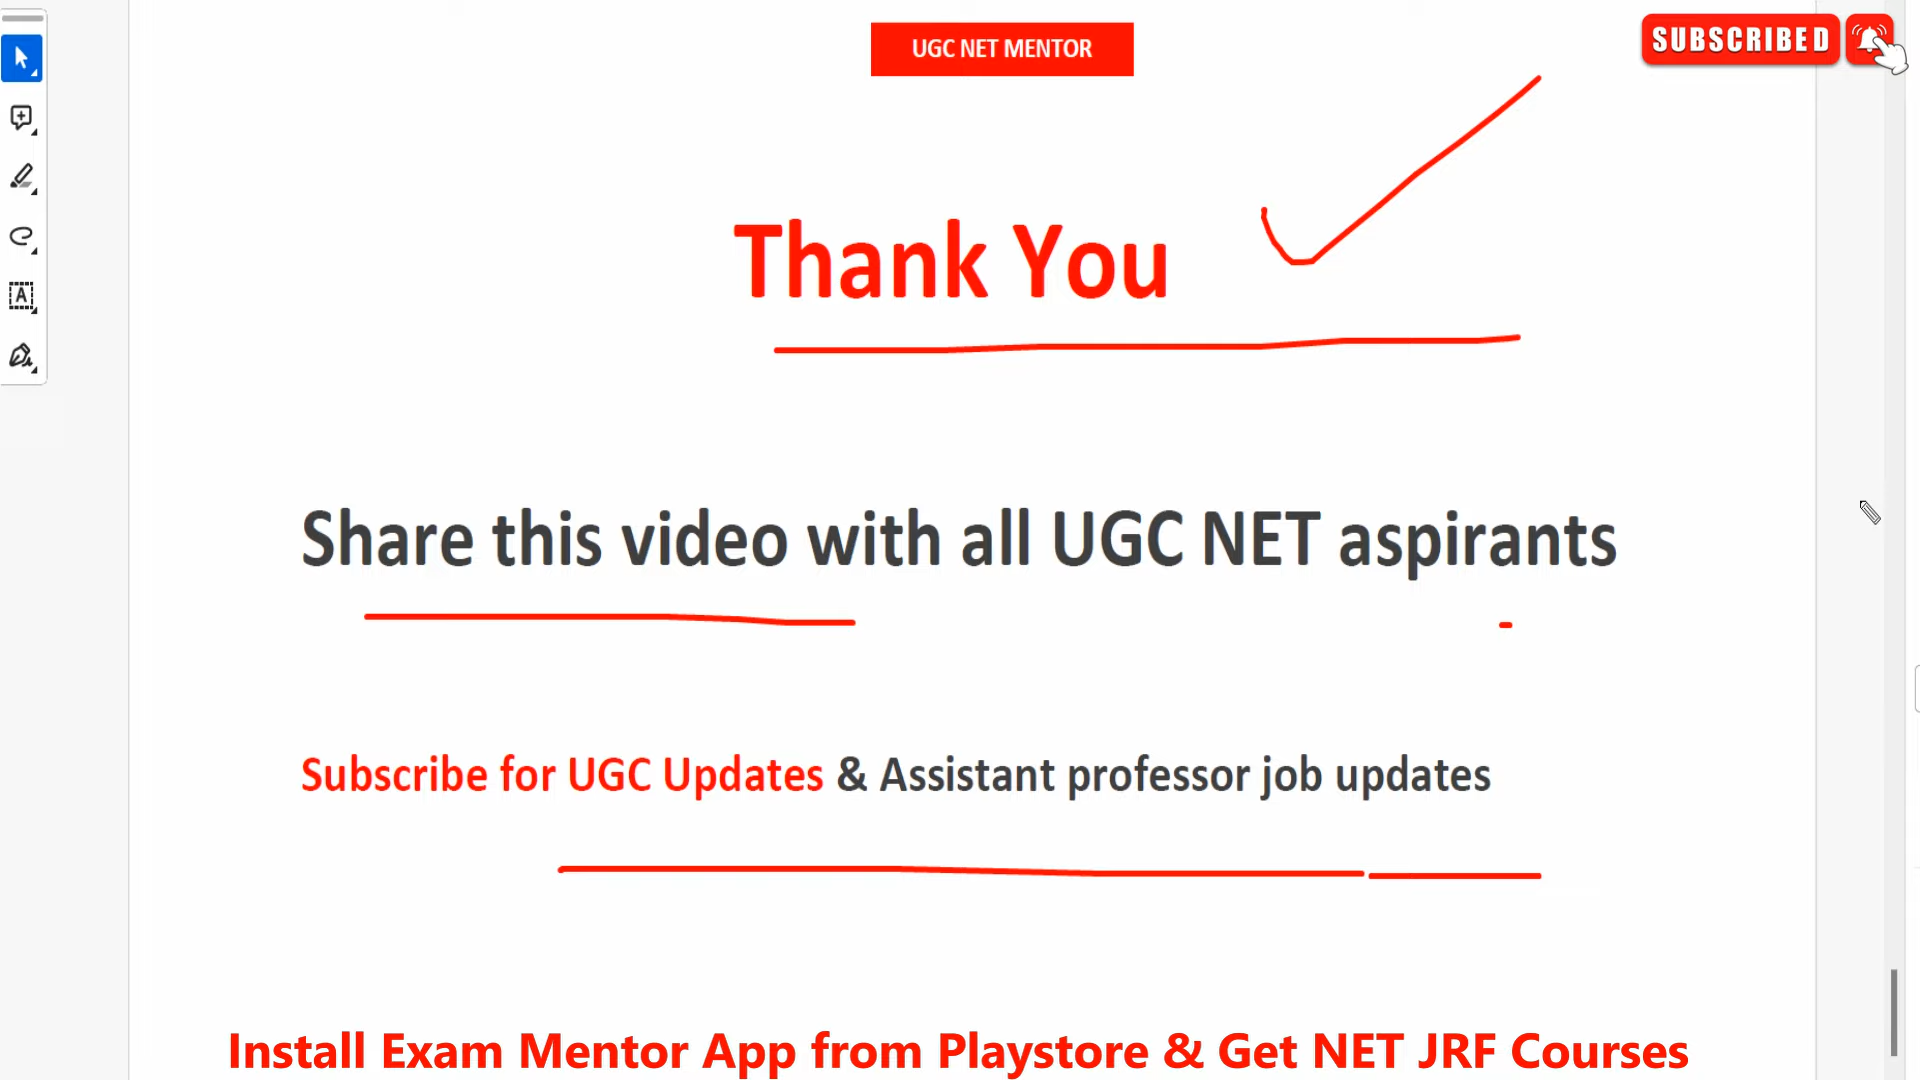 UGC NET MENTOR
SUBSCRIBED
Thank You
Share this video with all UGC NET aspirants
Subscribe for UGC Updates & Assistant professor job updates
Install Exam Mentor App from Playstore & Get NET JRF Courses